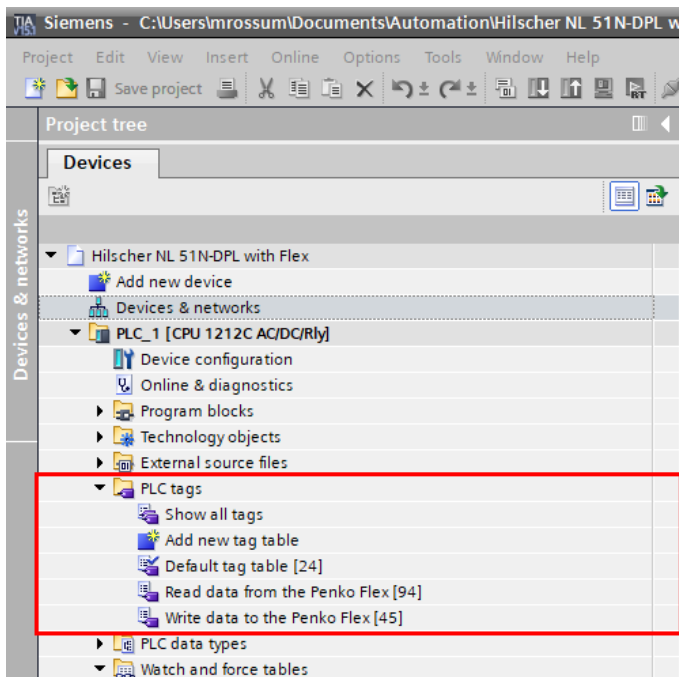 Siemens - C:\Users\mrossum\Documents\Automation\Hilscher NL 51N-DPL w
Project Edit View Insert Online Options Tools Window Help
Save project
Project tree
Devices
Devices & networks
Hilscher NL 51N-DPL with Flex
Add new device
Devices & networks
PLC_1 [CPU 1212C AC/DC/Rly]
Device configuration
Online & diagnostics
Program blocks
Technology objects
External source files
PLC tags
Show all tags
Add new tag table
Default tag table [24]
Read data from the Penko Flex [94]
Write data to the Penko Flex [45]
PLC data types
Watch and force tables